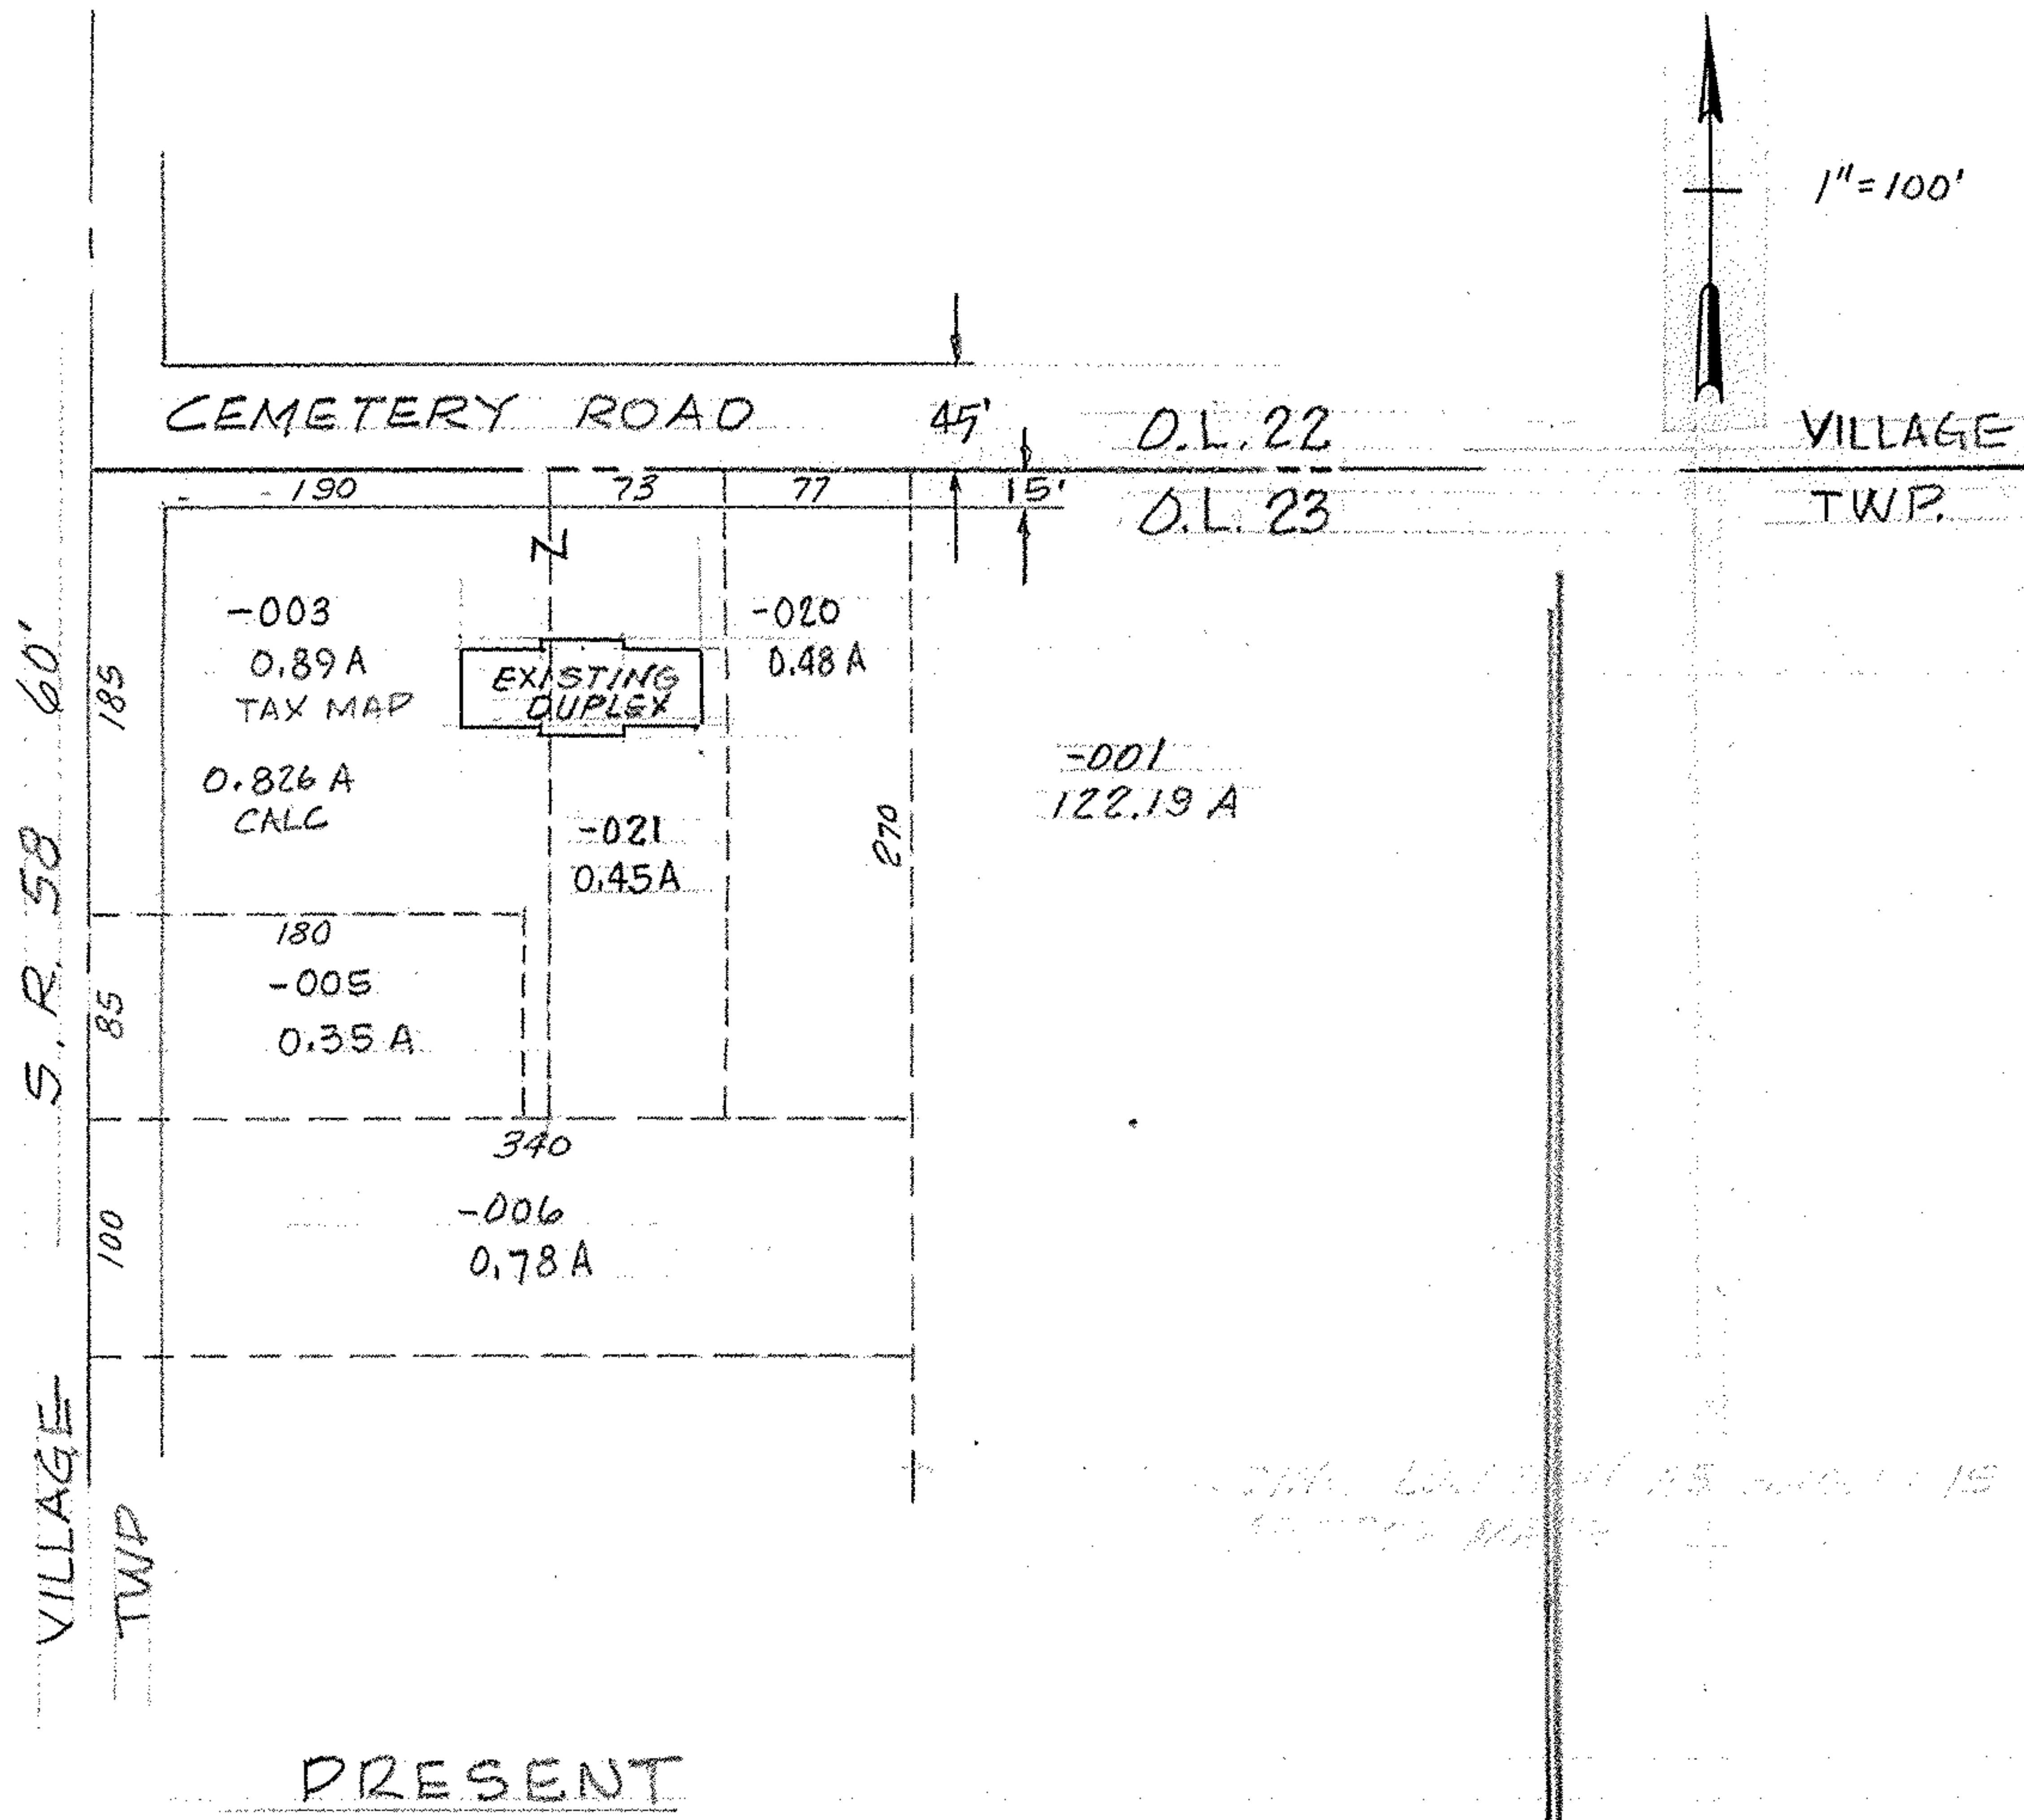 1"=100'
CEMETERY ROAD
45'
O.L. 22
VILLAGE
190
73
77
15'
O.L. 23
TWP.
-003
0.89 A
TAX MAP
0.826 A
CALC
EXISTING
DUPLEX
-020
0.48 A
-001
122.19 A
-021
0.45A
270
S.R. 58 60'
185
180
-005
0.35 A
85
340
-006
0.78 A
100
VILLAGE
TWP
PRESENT